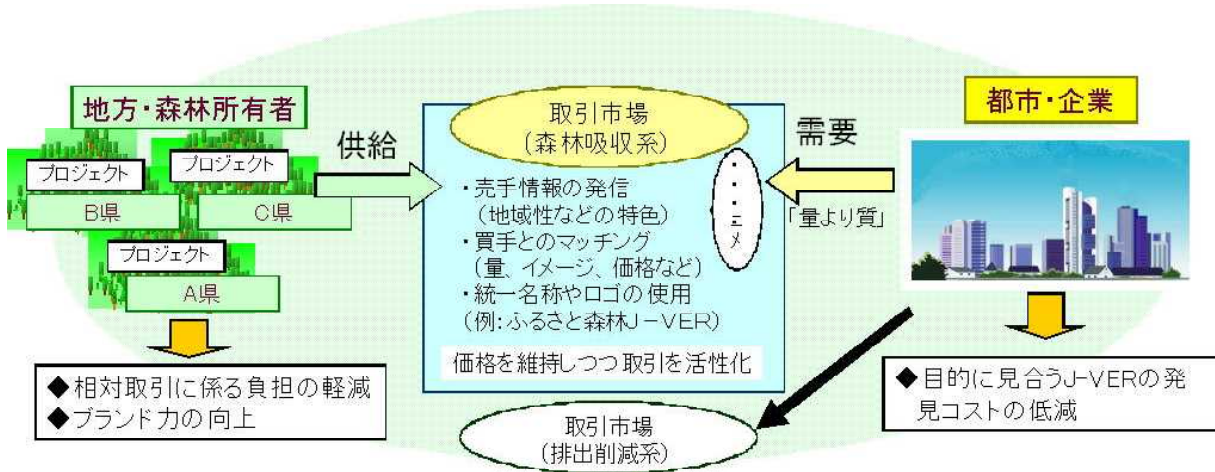 地方・森林所有者
プロジェクト
B県
プロジェクト
C県
プロジェクト
A県
◆相対取引に係る負担の軽減
◆ブランド力の向上
供給
取引市場
(森林吸収系)
・売手情報の発信
(地域性などの特色)
・買手とのマッチング
(量、イメージ、価格など)
・統一名称やロゴの使用
(例:ふるさと森林J-VER)
価格を維持しつつ取引を活性化
取引市場
(排出削減系)
需要
「量より質」
都市・企業
◆目的に見合うJ-VERの発
見コストの低減